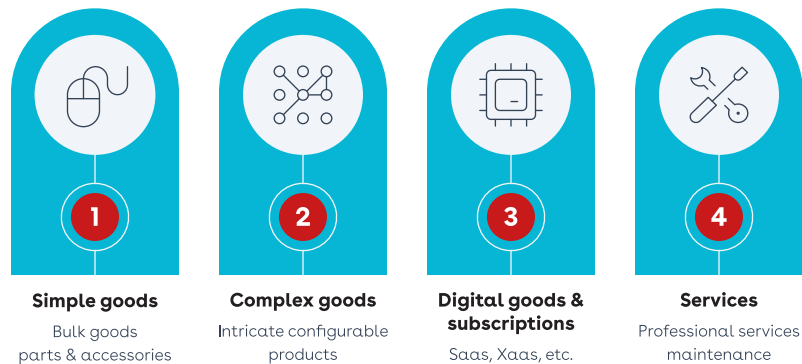 1
Simple goods
Bulk goods
parts & accessories
2
Complex goods
Intricate configurable
products
3
Digital goods &
subscriptions
Saas, Xaas, etc.
4
Services
Professional services
maintenance